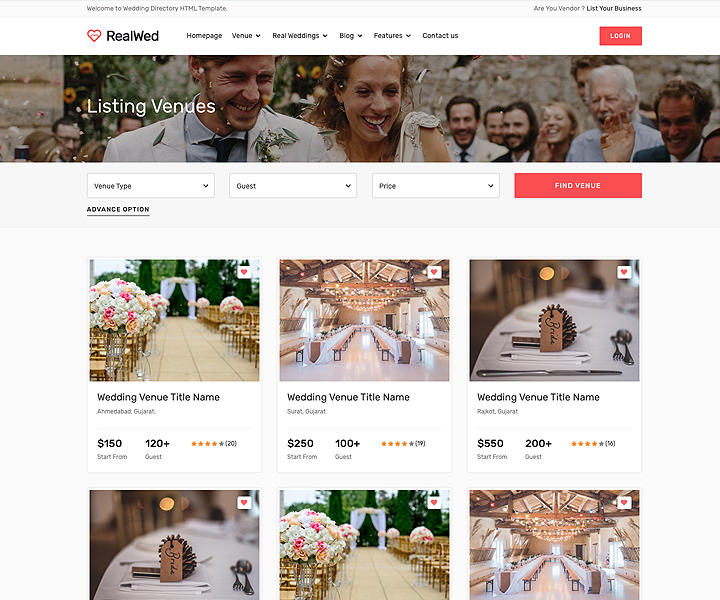 Welcome to Wedding Directory HTML Template.
Are You Vendor ? List Your Business
RealWed
Homepage Venue Real Weddings Blog Features Contact us
LOGIN
Listing Venues
Venue Type Guest Price FIND VENUE
ADVANCE OPTION
Bride
Wedding Venue Title Name
Ahmedabad, Gujarat.
$150 120+ (20)
Start From Guest
Wedding Venue Title Name
Surat, Gujarat
$250 100+ (19)
Start From Guest
Wedding Venue Title Name
Rajkot, Gujarat
$550 200+ (16)
Start From Guest
Bride